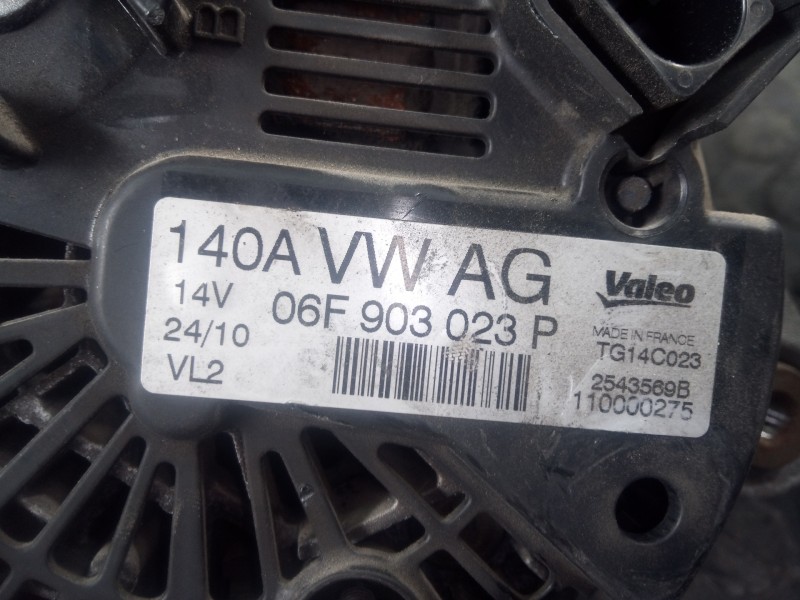 B
140A VW AG
14V 06F 903 023 P
24/10
VL2
Valeo
MADE IN FRANCE
TG14C023
2543569B
110000275